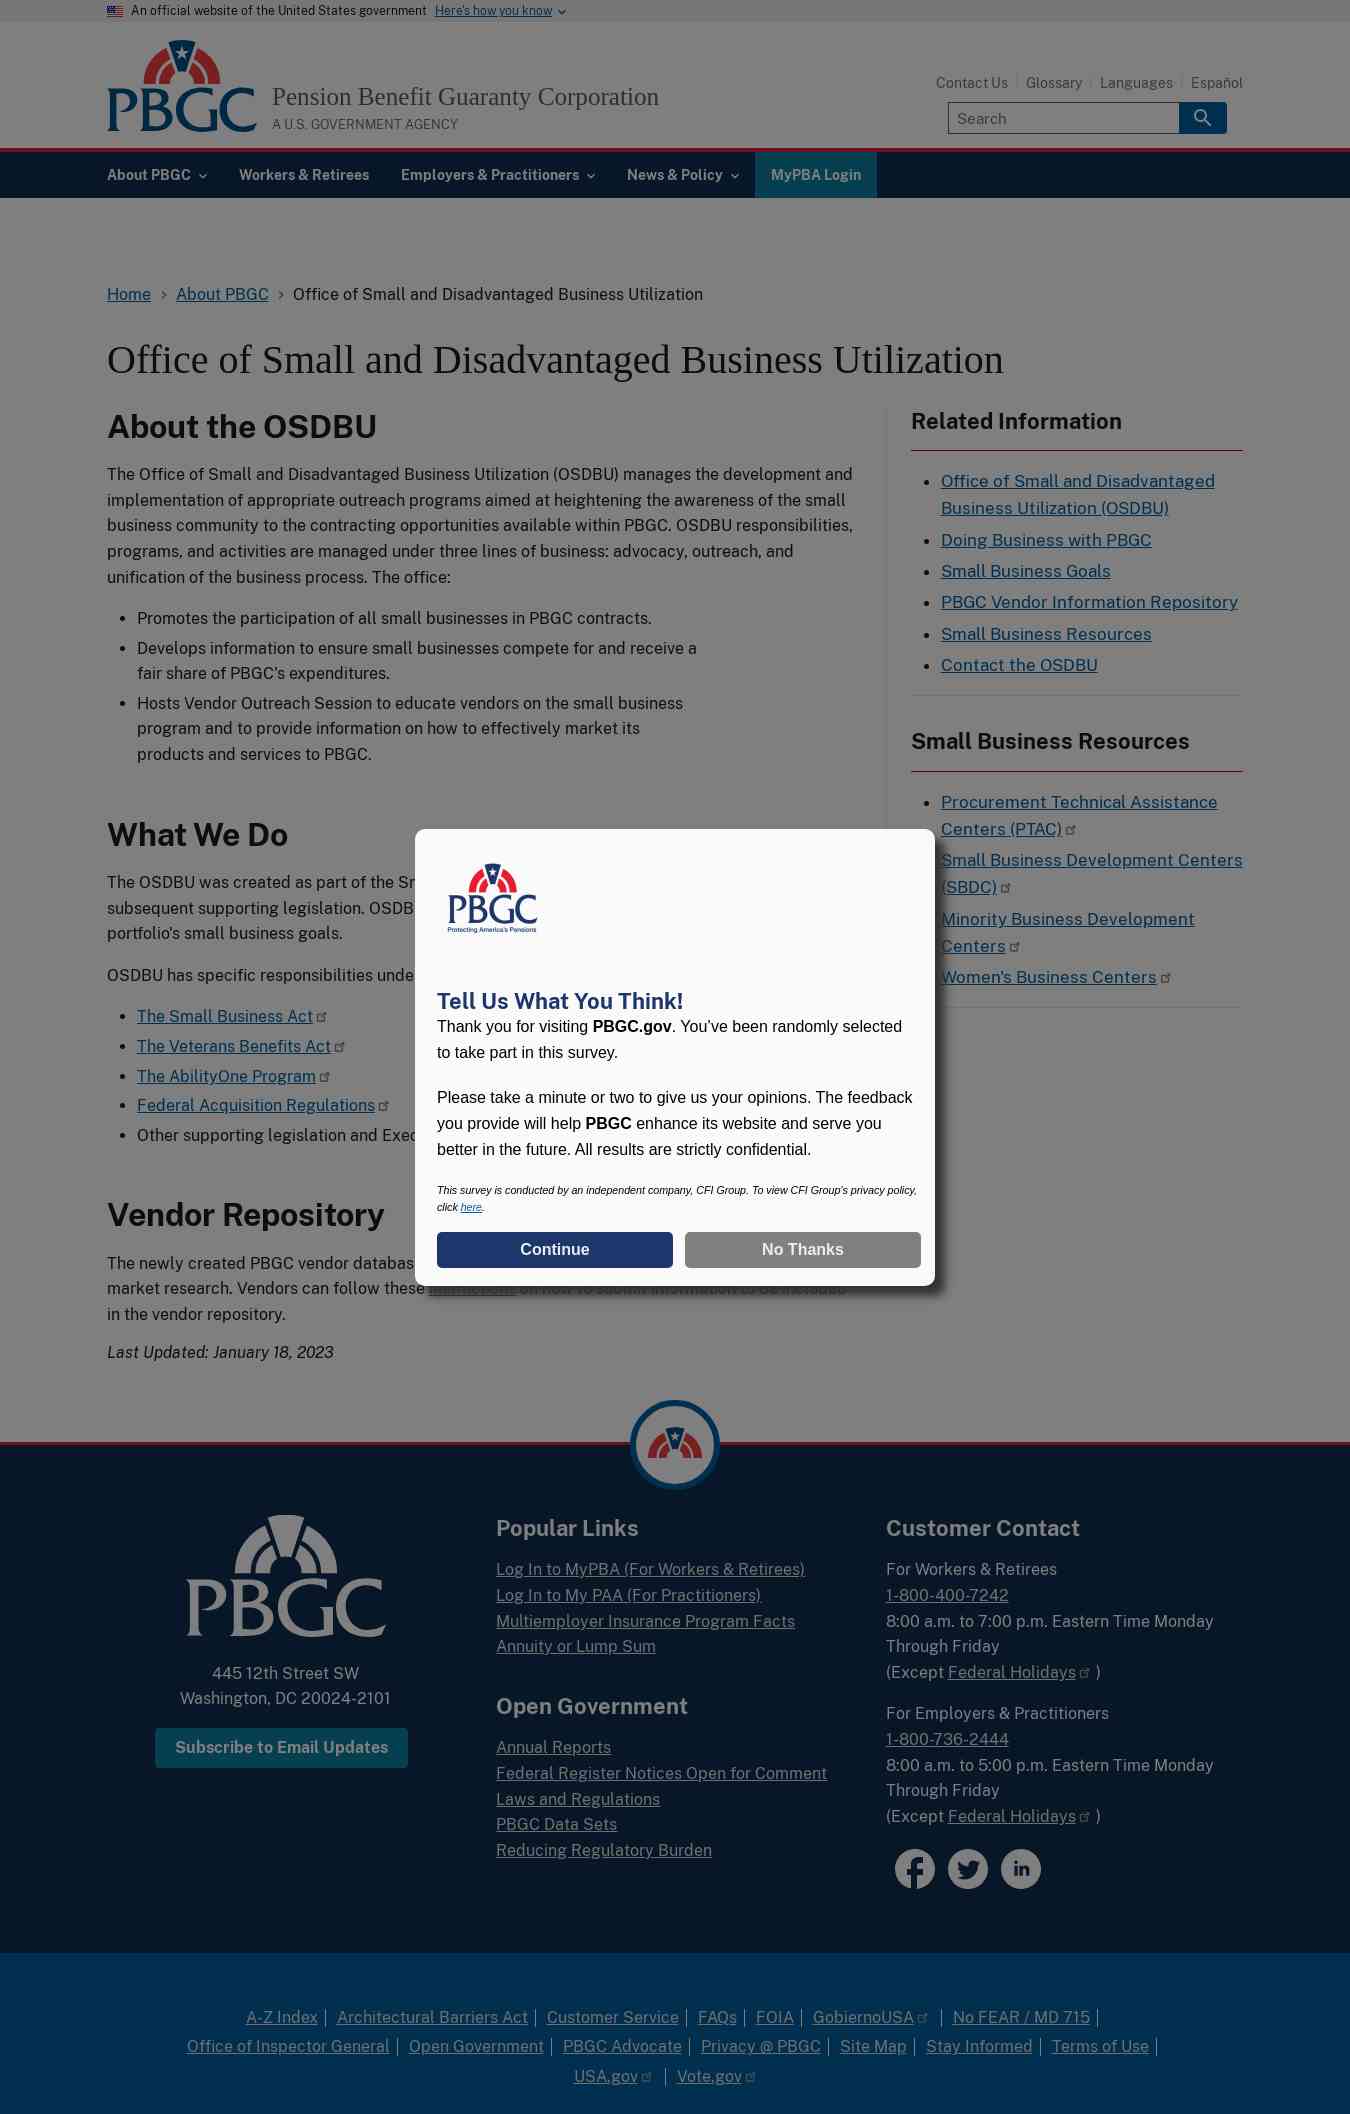 An official website of the United States government Here's how you know
PBGC
Pension Benefit Guaranty Corporation
A U.S. GOVERNMENT AGENCY
Contact Us Glossary Languages Español
Search
About PBGC Workers & Retirees Employers & Practitioners News & Policy MyPBA Login
Home About PBGC Office of Small and Disadvantaged Business Utilization
Office of Small and Disadvantaged Business Utilization
About the OSDBU
The Office of Small and Disadvantaged Business Utilization (OSDBU) manages the development and
implementation of appropriate outreach programs aimed at heightening the awareness of the small
business community to the contracting opportunities available within PBGC. OSDBU responsibilities,
programs, and activities are managed under three lines of business: advocacy, outreach, and
unification of the business process. The office:
Promotes the participation of all small businesses in PBGC contracts.
Develops information to ensure small businesses compete for and receive a
fair share of PBGC's expenditures.
Hosts Vendor Outreach Session to educate vendors on the small business
program and to provide information on how to effectively market its
products and services to PBGC.
What We Do
The OSDBU was created as part of the
subsequent supporting legislation.
portfolio's small business goals.
OSDBU has specific responsibilities
The Small Business Act
The Veterans Benefits Act
The AbilityOne Program
Federal Acquisition Regulations
Other supporting legislation and
Vendor Repository
The newly created PBGC vendor
market research. Vendors can follow these instructions on how to submit information to be included
in the vendor repository.
Last Updated: January 18, 2023
Related Information
Office of Small and Disadvantaged
Business Utilization (OSDBU)
Doing Business with PBGC
Small Business Goals
PBGC Vendor Information Repository
Small Business Resources
Contact the OSDBU
Small Business Resources
Procurement Technical Assistance
Centers (PTAC)
Small Business Development Centers
(SBDC)
Minority Business Development
Centers
Women's Business Centers
PBGC
Protecting America's Pensions
Tell Us What You Think!
Thank you for visiting PBGC.gov. You've been randomly selected
to take part in this survey.
Please take a minute or two to give us your opinions. The feedback
you provide will help PBGC enhance its website and serve you
better in the future. All results are strictly confidential.
This survey is conducted by an independent company, CFI Group. To view CFI Group's privacy policy,
click here.
Continue No Thanks
PBGC
445 12th Street SW
Washington, DC 20024-2101
Subscribe to Email Updates
Popular Links
Log In to MyPBA (For Workers & Retirees)
Log In to My PAA (For Practitioners)
Multiemployer Insurance Program Facts
Annuity or Lump Sum
Open Government
Annual Reports
Federal Register Notices Open for Comment
Laws and Regulations
PBGC Data Sets
Reducing Regulatory Burden
Customer Contact
For Workers & Retirees
1-800-400-7242
8:00 a.m. to 7:00 p.m. Eastern Time Monday
Through Friday
(Except Federal Holidays )
For Employers & Practitioners
1-800-736-2444
8:00 a.m. to 5:00 p.m. Eastern Time Monday
Through Friday
(Except Federal Holidays )
in
A-Z Index Architectural Barriers Act Customer Service FAQs FOIA GobiernoUSA No FEAR / MD 715
Office of Inspector General Open Government PBGC Advocate Privacy @ PBGC Site Map Stay Informed Terms of Use
USA.gov Vote.gov